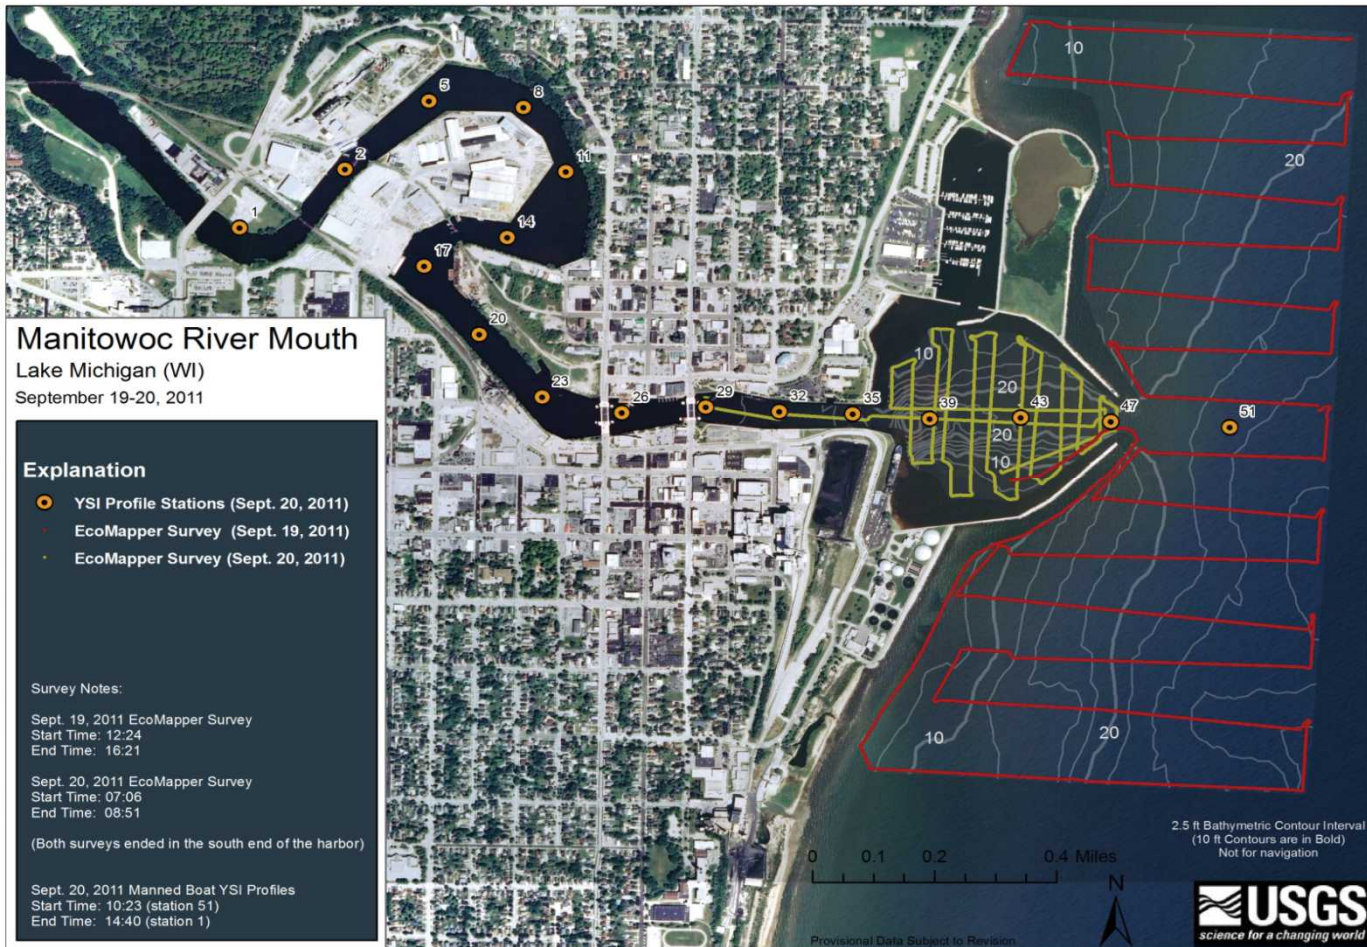 Manitowoc River Mouth
Lake Michigan (WI)
September 19-20, 2011
Explanation
YSI Profile Stations (Sept. 20, 2011)
EcoMapper Survey (Sept. 19, 2011)
EcoMapper Survey (Sept. 20, 2011)
Survey Notes:
Sept. 19, 2011 EcoMapper Survey
Start Time: 12:24
End Time: 16:21
Sept. 20, 2011 EcoMapper Survey
Start Time: 07:06
End Time: 08:51
(Both surveys ended in the south end of the harbor)
Sept. 20, 2011 Manned Boat YSI Profiles
Start Time: 10:23 (station 51)
End Time: 14:40 (station 1)
1
2
5
8
11
14
17
20
23
26
29
32
35
39
43
47
51
10
20
10
20
20
10
10
20
2.5 ft Bathymetric Contour Interval
(10 ft Contours are in Bold)
Not for navigation
0 0.1 0.2 0.4 Miles
N
Provisional Data Subject to Revision
USGS
science for a changing world